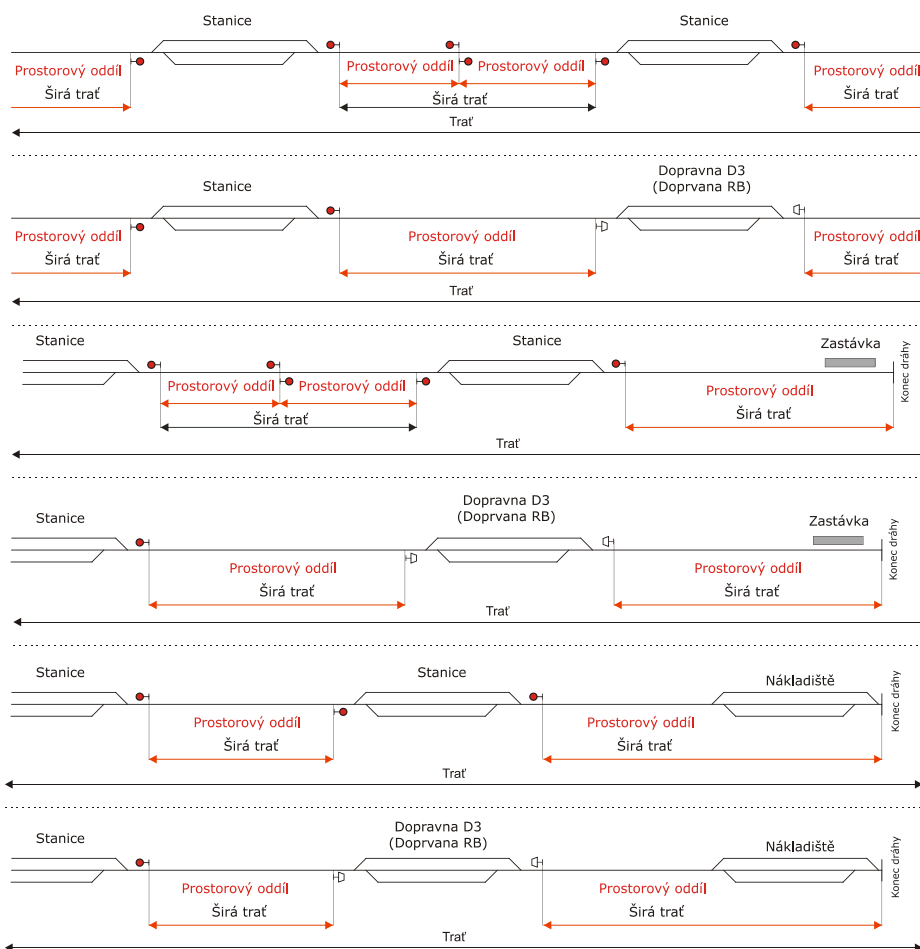 Stanice
Stanice
Prostorový oddíl
Prostorový oddíl
Prostorový oddíl
Prostorový oddíl
Širá trať
Širá trať
Širá trať
Trať
Stanice
Dopravna D3
(Doprvana RB)
Prostorový oddíl
Prostorový oddíl
Prostorový oddíl
Širá trať
Širá trať
Širá trať
Trať
Stanice
Stanice
Zastávka
Konec dráhy
Prostorový oddíl
Prostorový oddíl
Prostorový oddíl
Širá trať
Širá trať
Trať
Stanice
Dopravna D3
(Doprvana RB)
Zastávka
Konec dráhy
Prostorový oddíl
Prostorový oddíl
Širá trať
Širá trať
Trať
Stanice
Stanice
Nákladiště
Konec dráhy
Prostorový oddíl
Prostorový oddíl
Širá trať
Širá trať
Trať
Stanice
Dopravna D3
(Doprvana RB)
Nákladiště
Konec dráhy
Prostorový oddíl
Prostorový oddíl
Širá trať
Širá trať
Trať